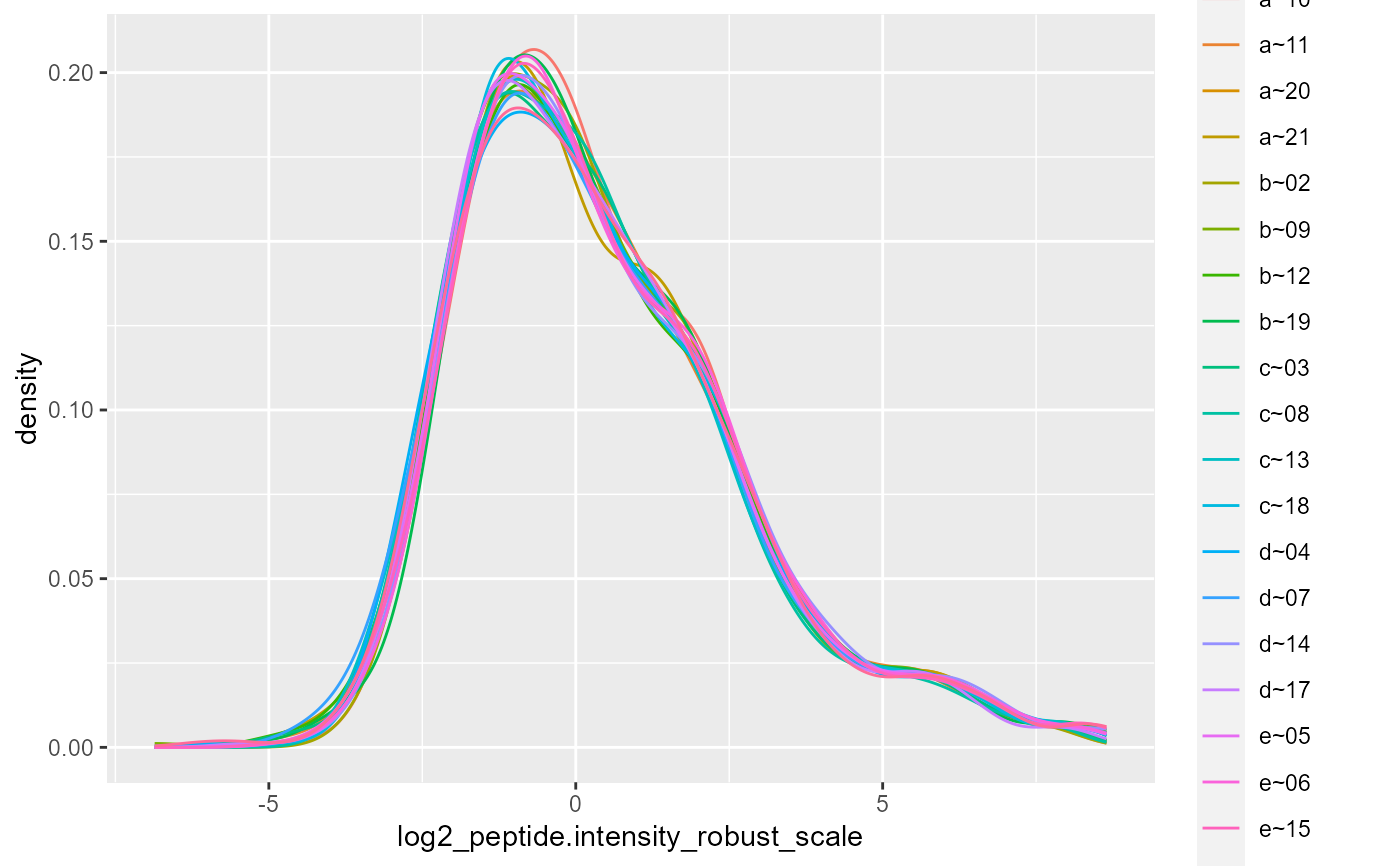 a~10
a~11
a~20
a~21
b~02
b~09
b~12
b~19
c~03
c~08
c~13
c~18
d~04
d~07
d~14
d~17
e~05
e~06
e~15
density
0.20
0.15
0.10
0.05
0.00
-5 0 5
log2_peptide.intensity_robust_scale